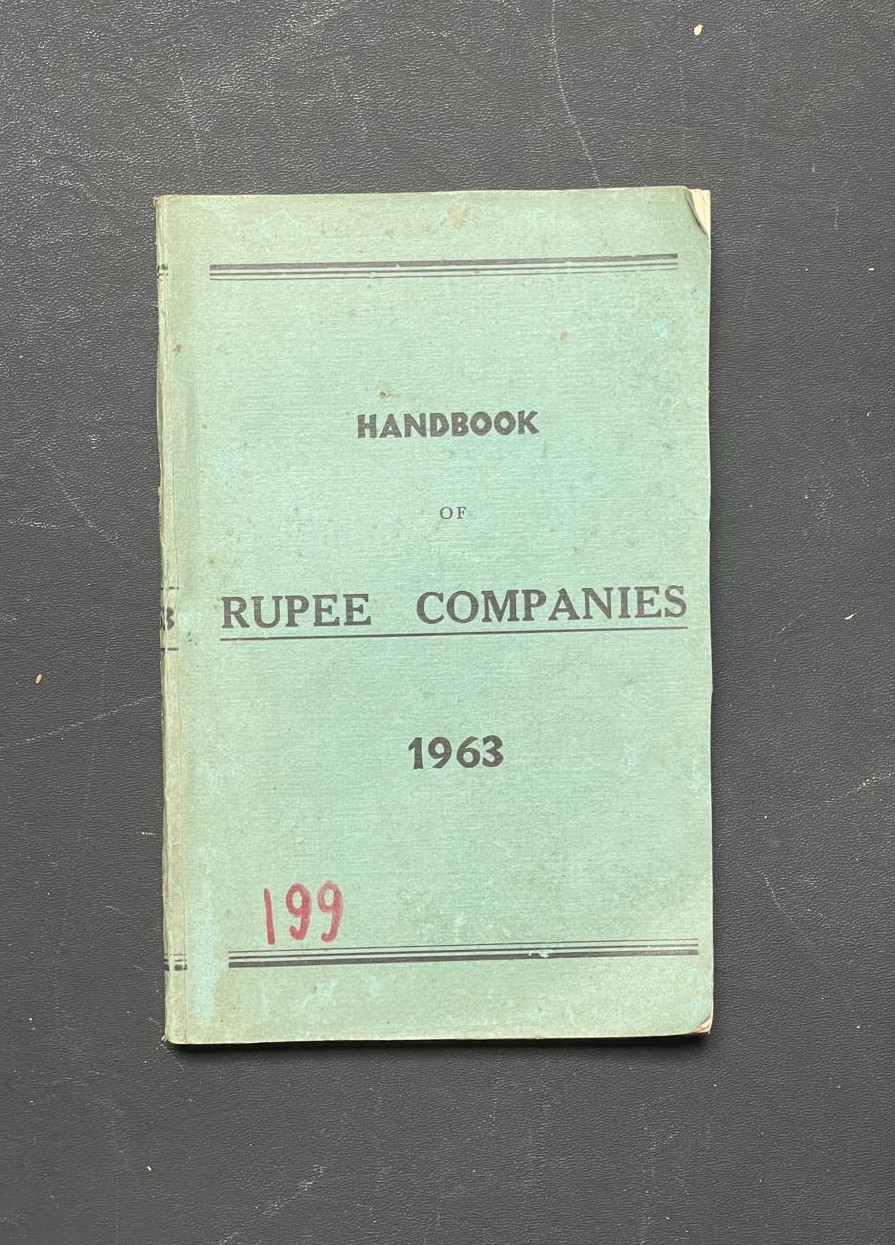 HANDBOOK
OF
RUPEE COMPANIES
1963
199